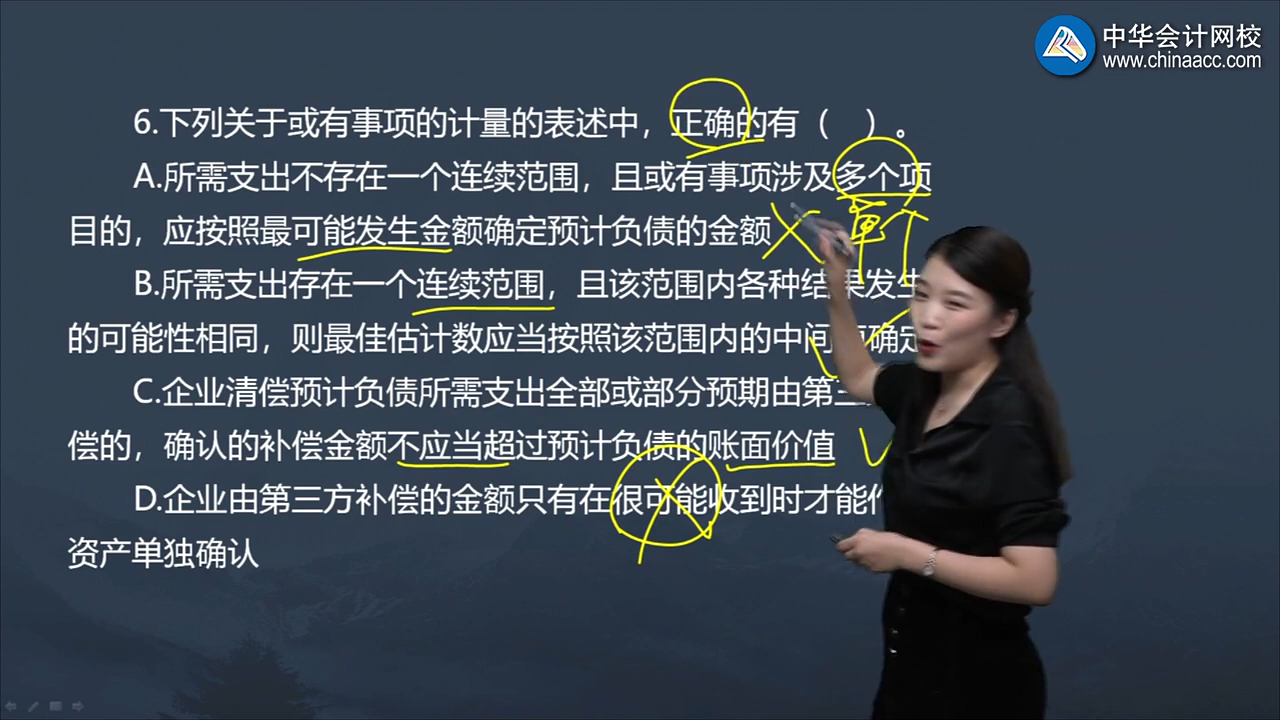 中华会计网校
www.chinaacc.com
6.下列关于或有事项的计量的表述中，正确的有（ ）。
A.所需支出不存在一个连续范围，且或有事项涉及多个项
目的，应按照最可能发生金额确定预计负债的金额
单个
B.所需支出存在一个连续范围，且该范围内各种结果发生
的可能性相同，则最佳估计数应当按照该范围内的中间值确定
C.企业清偿预计负债所需支出全部或部分预期由第三
偿的，确认的补偿金额不应当超过预计负债的账面价值
D.企业由第三方补偿的金额只有在很可能收到时才能作
资产单独确认